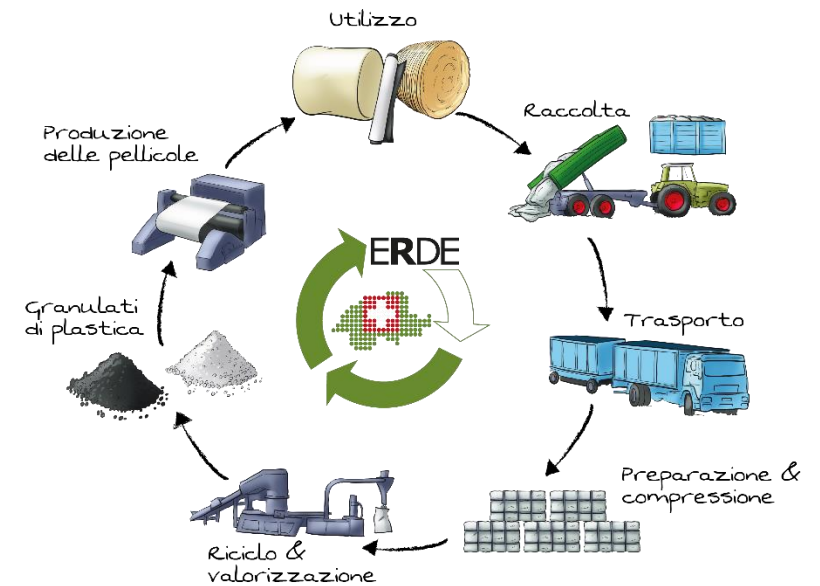 Utilizzo
Raccolta
Trasporto
Preparazione &
compressione
Riciclo &
valorizzazione
Granulati
di plastica
Produzione
delle pellicole
ERDE